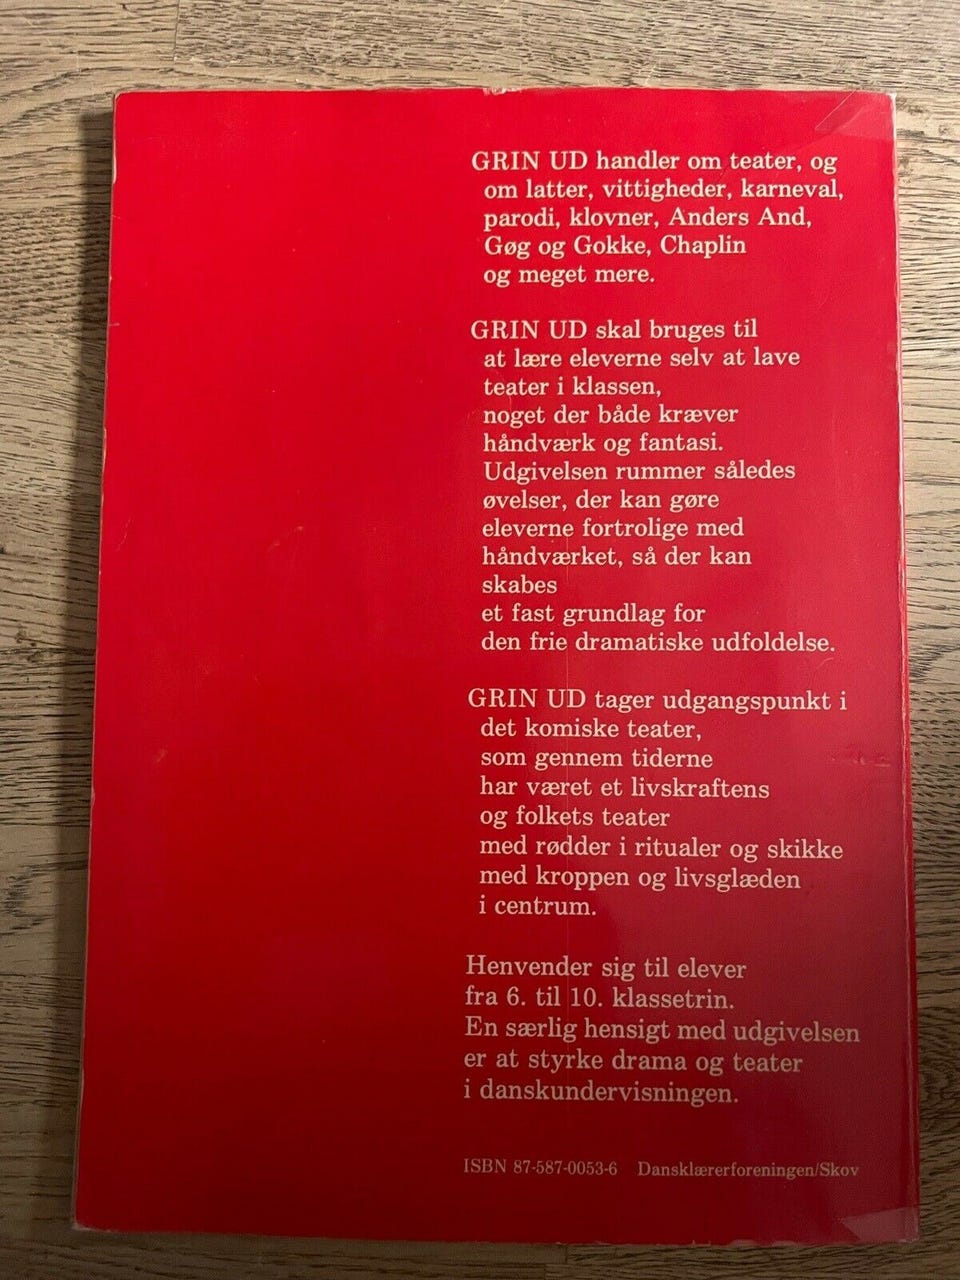 GRIN UD handler om teater, og
om latter, vittigheder, karneval,
parodi, klovner, Anders And,
Gøg og Gokke, Chaplin
og meget mere.
GRIN UD skal bruges til
at lære eleverne selv at lave
teater i klassen,
noget der både kræver
håndværk og fantasi.
Udgivelsen rummer således
øvelser, der kan gøre
eleverne fortrolige med
håndværket, så der kan
skabes
et fast grundlag for
den frie dramatiske udfoldelse.
GRIN UD tager udgangspunkt i
det komiske teater,
som gennem tiderne
har været et livskraftens
og folkets teater
med rødder i ritualer og skikke
med kroppen og livsglæden
i centrum.
Henvender sig til elever
fra 6. til 10. klassetrin.
En særlig hensigt med udgivelsen
er at styrke drama og teater
i danskundervisningen.
ISBN 87-587-0053-6 Dansklærerforeningen/Skov